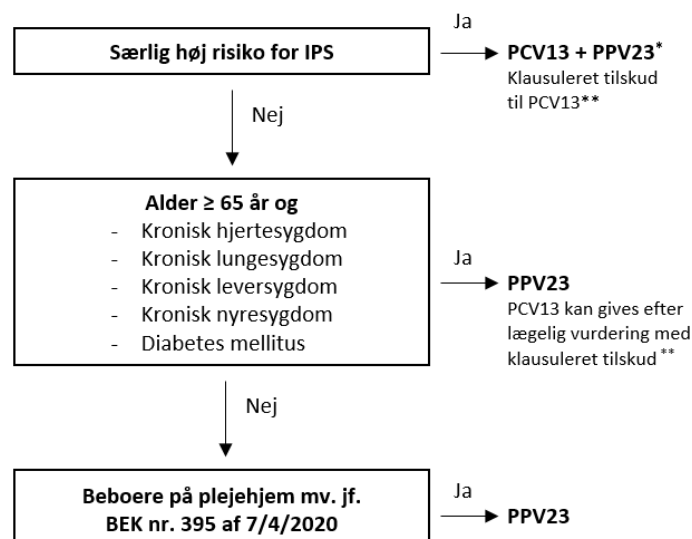 Særlig høj risiko for IPS
Ja
PCV13 + PPV23*
Klausuleret tilskud
til PCV13**
Nej
Alder ≥ 65 år og
- Kronisk hjertesygdom
- Kronisk lungesygdom
- Kronisk leversygdom
- Kronisk nyresygdom
- Diabetes mellitus
Ja
PPV23
PCV13 kan gives efter
lægelig vurdering med
klausuleret tilskud **
Nej
Beboere på plejehjem mv. jf.
BEK nr. 395 af 7/4/2020
Ja
PPV23